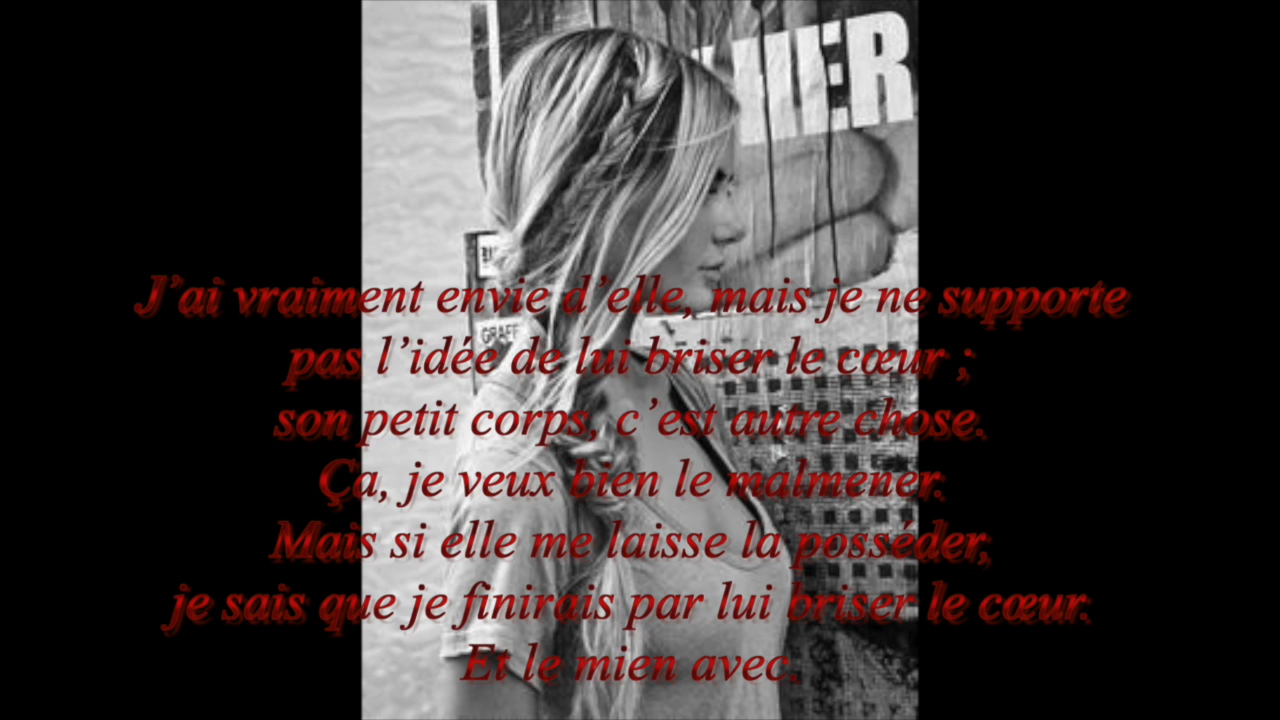 HER
GRAFF
J’ai vraiment envie d’elle, mais je ne supporte
pas l’idée de lui briser le cœur ;
son petit corps, c’est autre chose.
Ça, je veux bien le malmener.
Mais si elle me laisse la posséder,
je sais que je finirais par lui briser le cœur.
Et le mien avec.